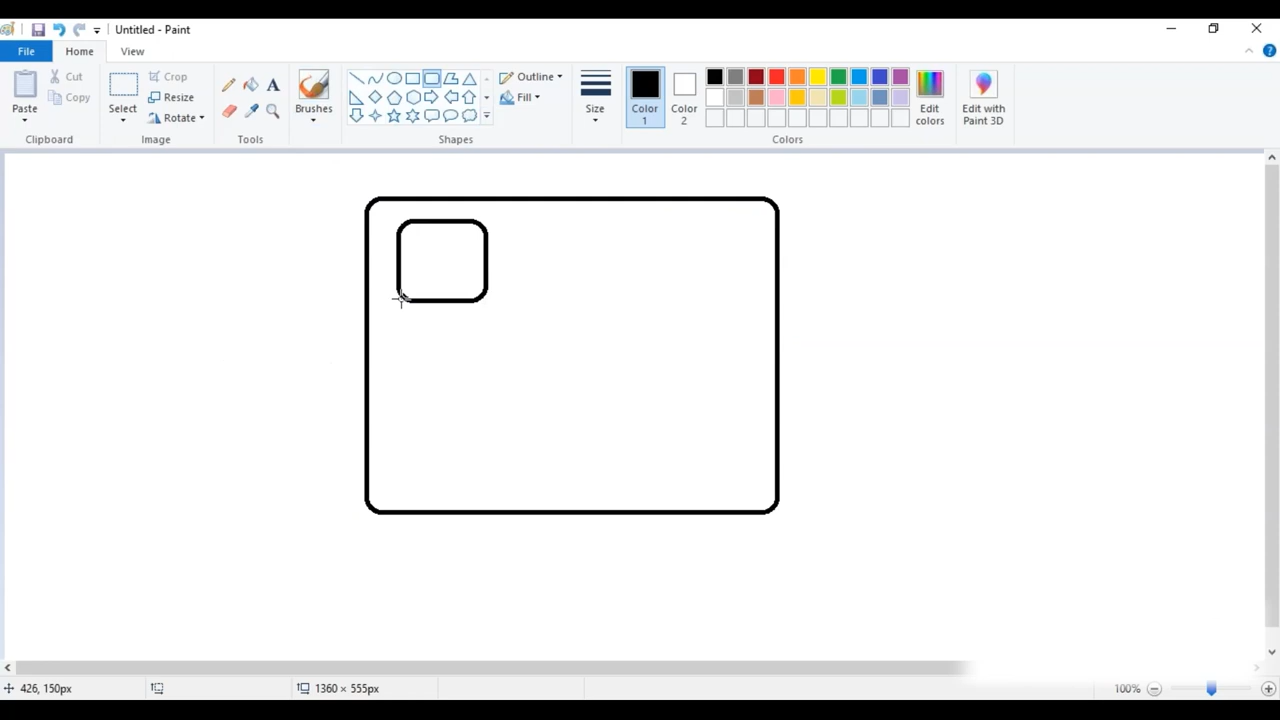 Untitled - Paint
File Home View
Paste
Cut
Copy
Clipboard
Select
Crop
Resize
Rotate
Image
A
Tools
Brushes
Outline
Fill
Shapes
Size
Color 1
Color 2
Edit colors
Colors
Edit with Paint 3D
426, 150px
1360 × 555px
100%